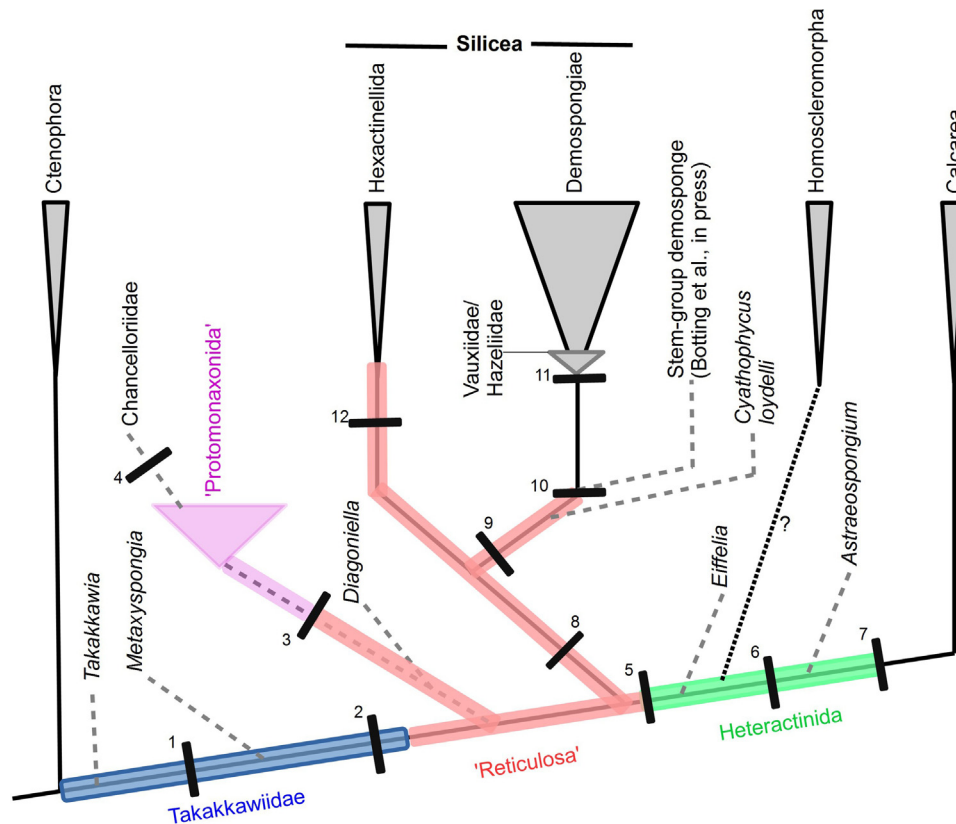 Silicea
Ctenophora
Hexactinellida
Demospongiae
Homoscleromorpha
Calcarea
Chancelloriidae
'Protomonaxonida'
Vauxiidae/
Hazeliidae
Stem-group demosponge
(Botting et al., in press)
Cyathophycus
loydelli
Takakkawia
Metaxyspongia
Diagoniella
Eiffelia
Astraeospongium
?
1
2
3
4
5
6
7
8
9
10
11
12
Takakkawiidae
'Reticulosa'
Heteractinida